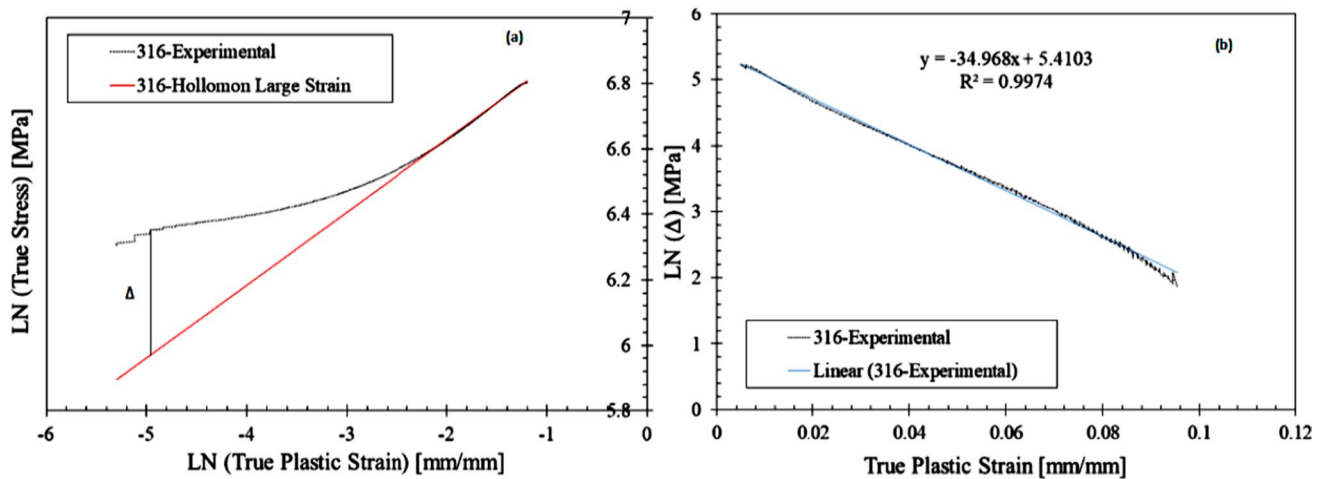 (a)
316-Experimental
316-Hollomon Large Strain
Δ
LN (True Stress) [MPa]
7
6.8
6.6
6.4
6.2
6
5.8
-6 -5 -4 -3 -2 -1 0
LN (True Plastic Strain) [mm/mm]
(b)
y = -34.968x + 5.4103
R² = 0.9974
316-Experimental
Linear (316-Experimental)
LN (Δ) [MPa]
6
5
4
3
2
1
0
0 0.02 0.04 0.06 0.08 0.1 0.12
True Plastic Strain [mm/mm]